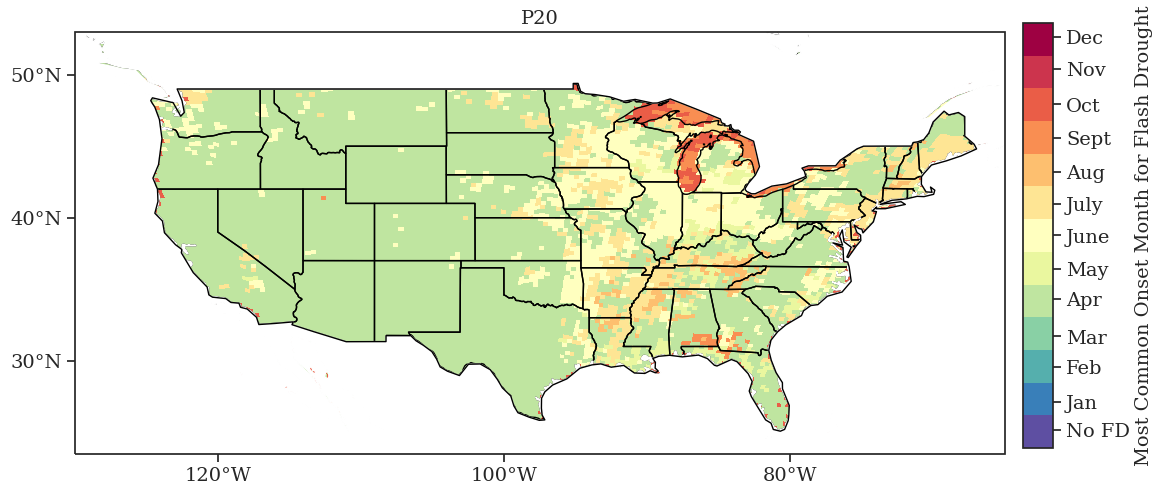 P20
50°N
40°N
30°N
120°W
100°W
80°W
Dec
Nov
Oct
Sept
Aug
July
June
May
Apr
Mar
Feb
Jan
No FD
Most Common Onset Month for Flash Drought